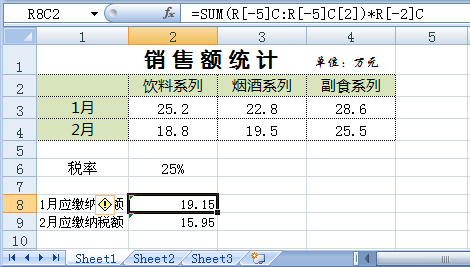 R8C2 fx =SUM(R[-5]C:R[-5]C[2])*R[-2]C
1 2 3 4
1 销售额统计 单位：万元
2 饮料系列 烟酒系列 副食系列
3 1月 25.2 22.8 28.6
4 2月 18.8 19.5 25.5
5
6 税率 25%
7
8 1月应缴纳 额 19.15
9 2月应缴纳税额 15.95
10
Sheet1 Sheet2 Sheet3